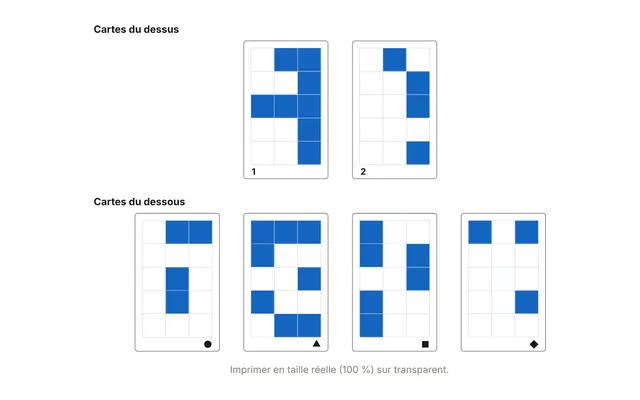 Cartes du dessus
1
2
Cartes du dessous
Imprimer en taille réelle (100 %) sur transparent.